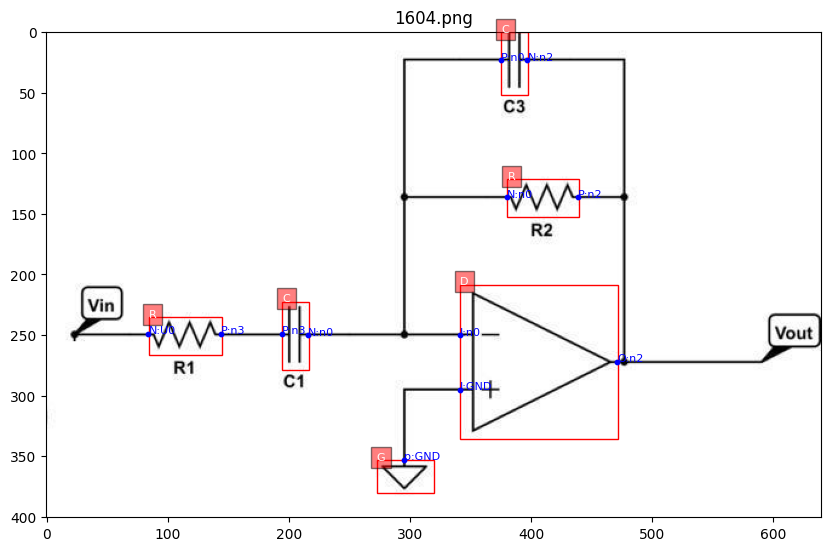 1604.png
0
C
P:n0 N:n2
50
C3
100
R
N:n0 P:n2
150
R2
200
D
Vin
C
R
N:U0 P:n3 P:n3 N:n0 I:n0
250
Vout
O:n2
R1
C1
I:GND
300
350
G
o:GND
400
0 100 200 300 400 500 600